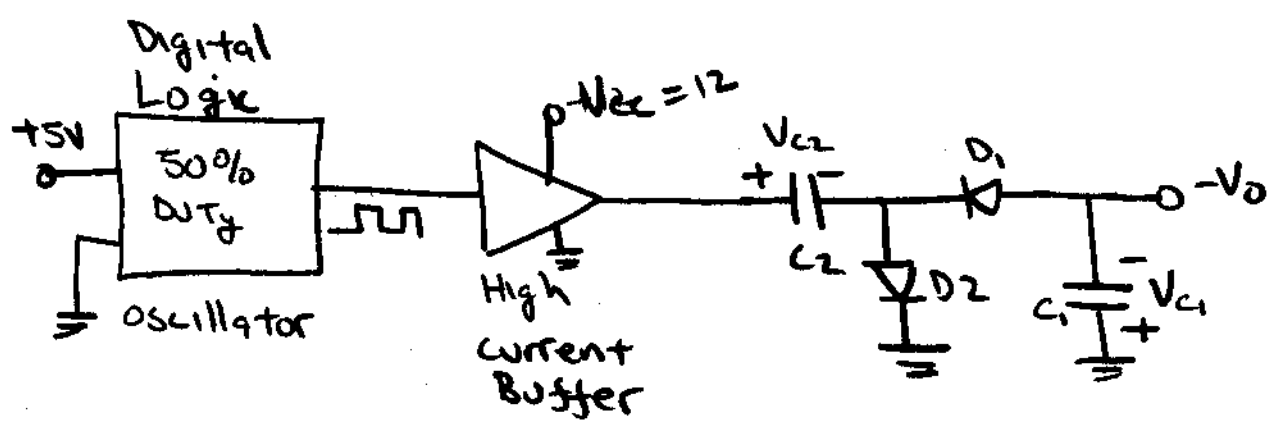 Digital
Logic
+5V
50%
Duty
oscillator
Vcc = 12
High
current
Buffer
VC2
+ -
C2
D1
D2
-Vo
C1
-
VC1
+